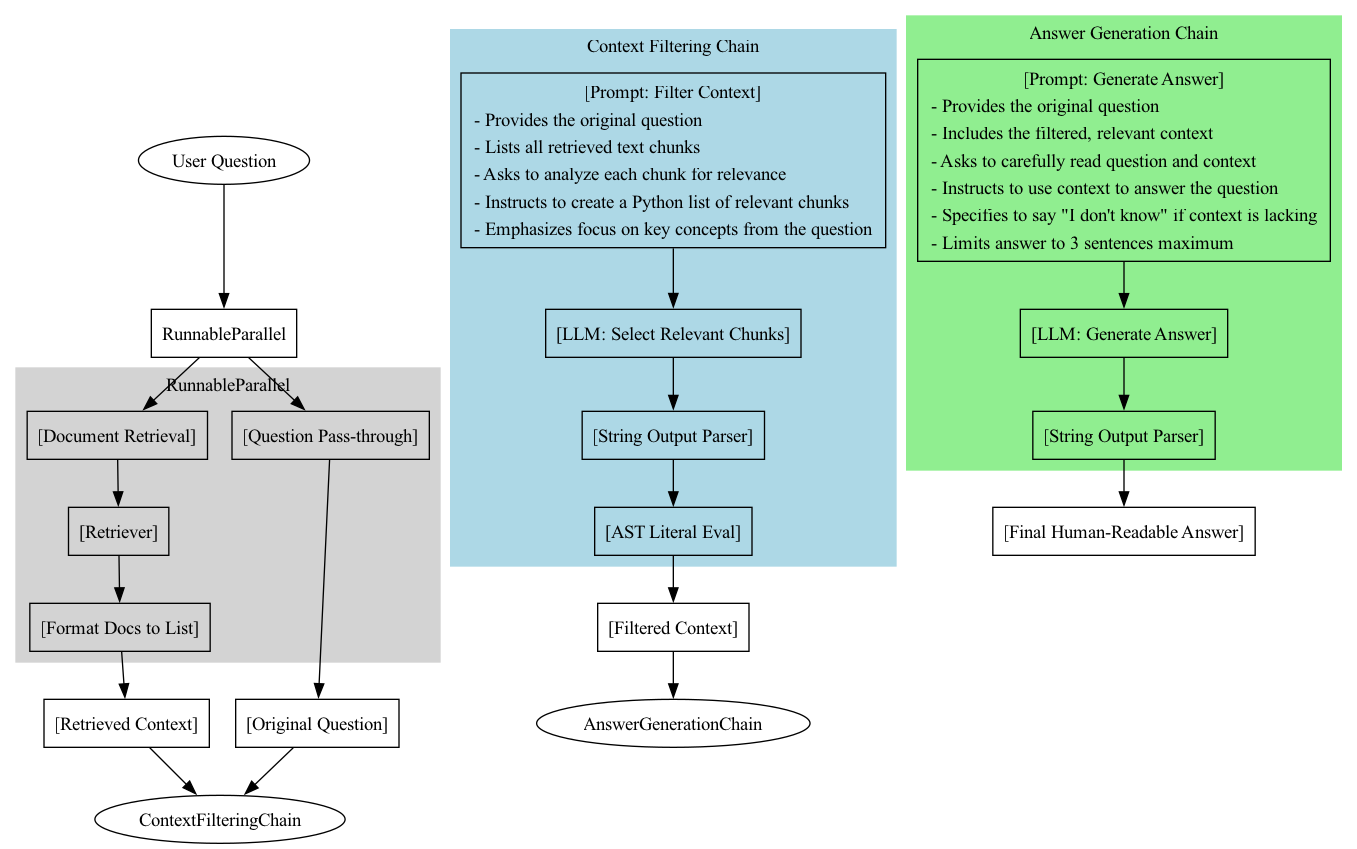 User Question
RunnableParallel
RunnableParallel
[Document Retrieval]
[Question Pass-through]
[Retriever]
[Format Docs to List]
[Retrieved Context]
[Original Question]
ContextFilteringChain
Context Filtering Chain
[Prompt: Filter Context]
- Provides the original question
- Lists all retrieved text chunks
- Asks to analyze each chunk for relevance
- Instructs to create a Python list of relevant chunks
- Emphasizes focus on key concepts from the question
[LLM: Select Relevant Chunks]
[String Output Parser]
[AST Literal Eval]
[Filtered Context]
AnswerGenerationChain
Answer Generation Chain
[Prompt: Generate Answer]
- Provides the original question
- Includes the filtered, relevant context
- Asks to carefully read question and context
- Instructs to use context to answer the question
- Specifies to say "I don't know" if context is lacking
- Limits answer to 3 sentences maximum
[LLM: Generate Answer]
[String Output Parser]
[Final Human-Readable Answer]